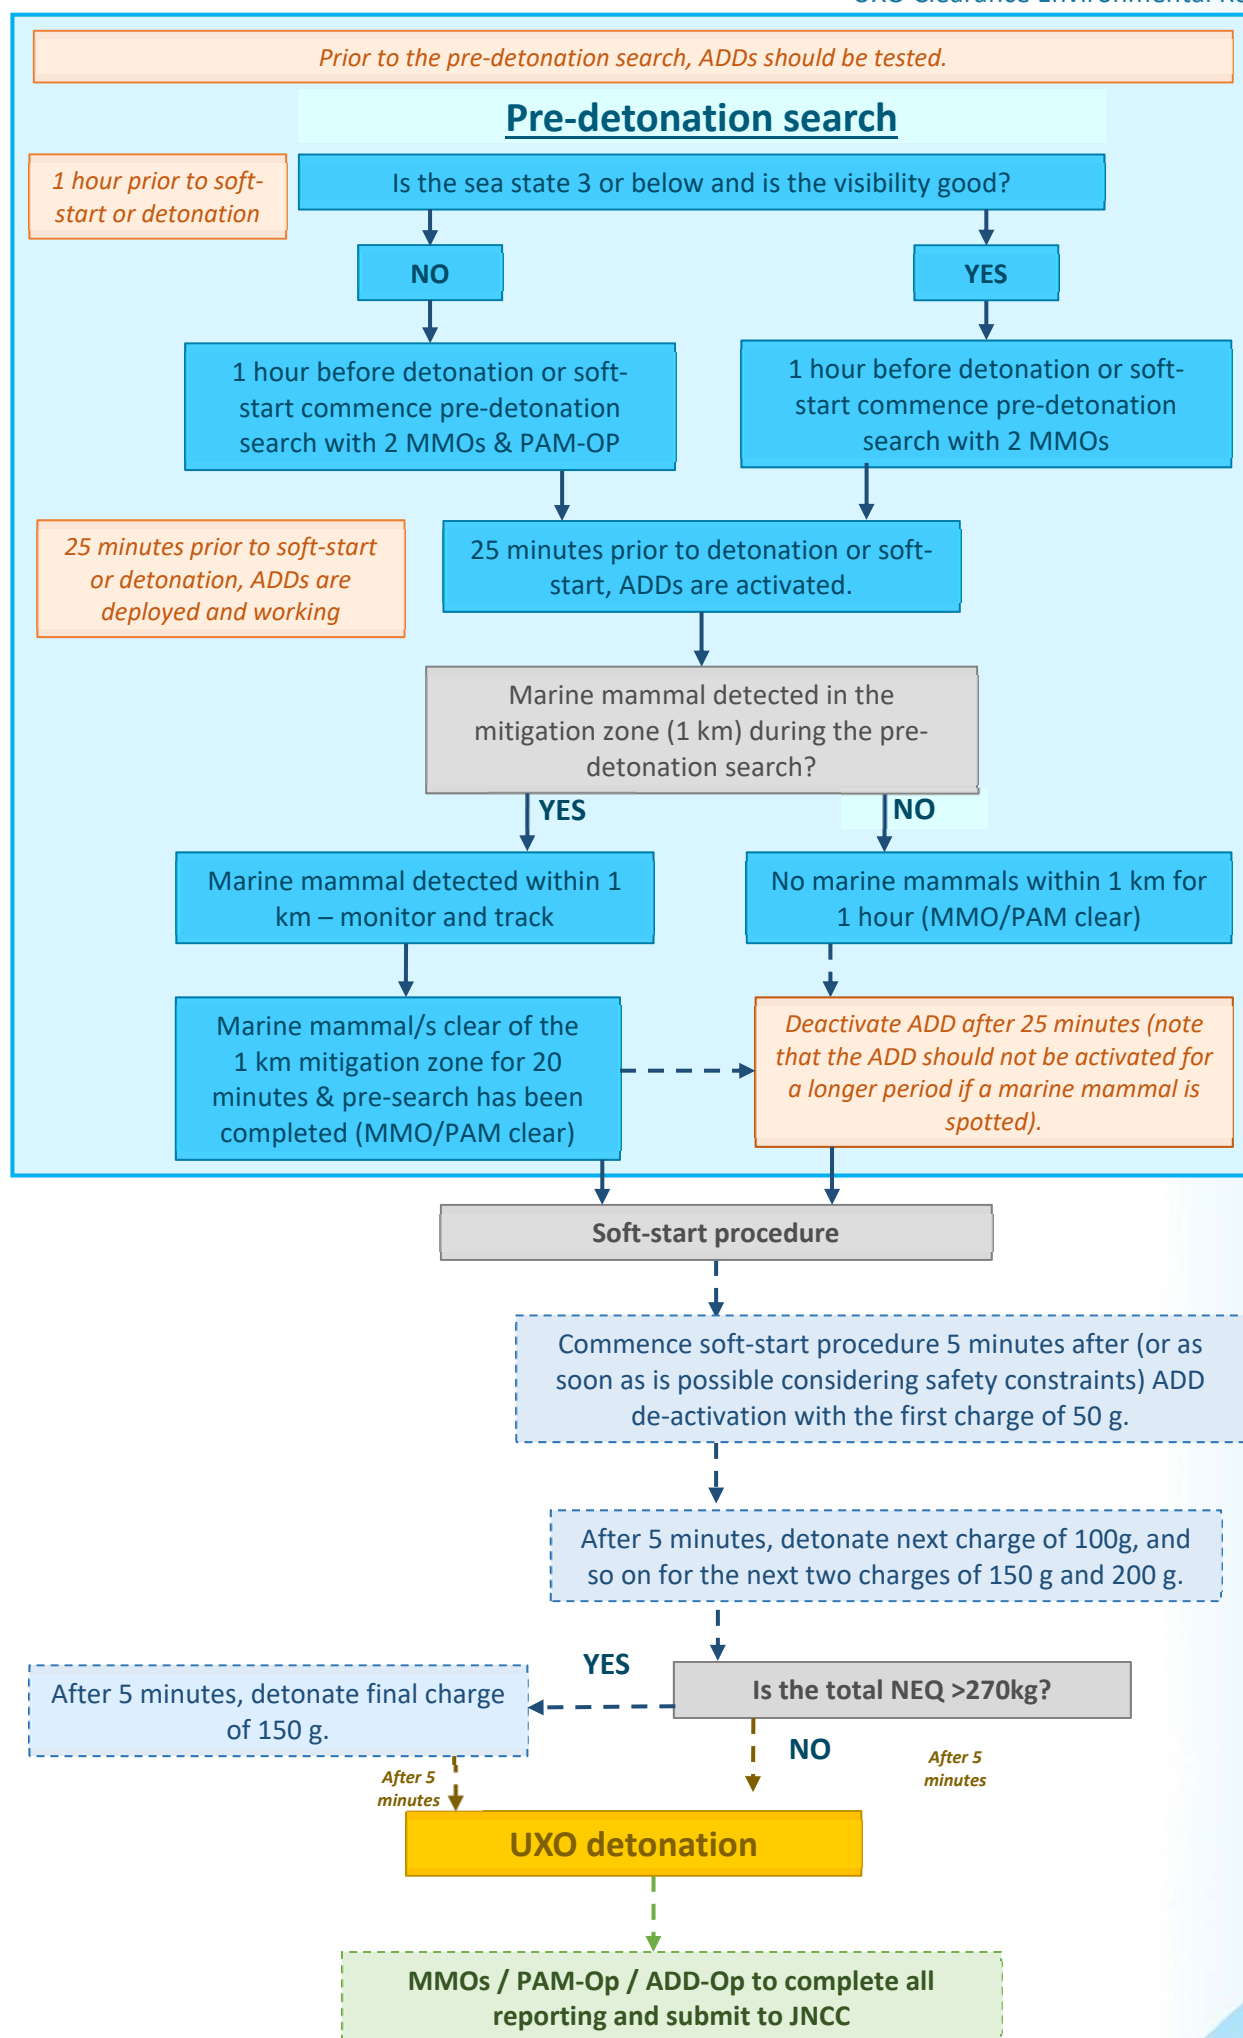 UXO Clearance Environmental Re
Prior to the pre-detonation search, ADDs should be tested.
Pre-detonation search
1 hour prior to soft-
start or detonation
Is the sea state 3 or below and is the visibility good?
NO
YES
1 hour before detonation or soft-
start commence pre-detonation
search with 2 MMOs & PAM-OP
1 hour before detonation or soft-
start commence pre-detonation
search with 2 MMOs
25 minutes prior to soft-start
or detonation, ADDs are
deployed and working
25 minutes prior to detonation or soft-
start, ADDs are activated.
Marine mammal detected in the
mitigation zone (1 km) during the pre-
detonation search?
YES
NO
Marine mammal detected within 1
km – monitor and track
No marine mammals within 1 km for
1 hour (MMO/PAM clear)
Marine mammal/s clear of the
1 km mitigation zone for 20
minutes & pre-search has been
completed (MMO/PAM clear)
Deactivate ADD after 25 minutes (note
that the ADD should not be activated for
a longer period if a marine mammal is
spotted).
Soft-start procedure
Commence soft-start procedure 5 minutes after (or as
soon as is possible considering safety constraints) ADD
de-activation with the first charge of 50 g.
After 5 minutes, detonate next charge of 100g, and
so on for the next two charges of 150 g and 200 g.
YES
Is the total NEQ >270kg?
After 5 minutes, detonate final charge
of 150 g.
NO
After 5
minutes
After 5
minutes
UXO detonation
MMOs / PAM-Op / ADD-Op to complete all
reporting and submit to JNCC